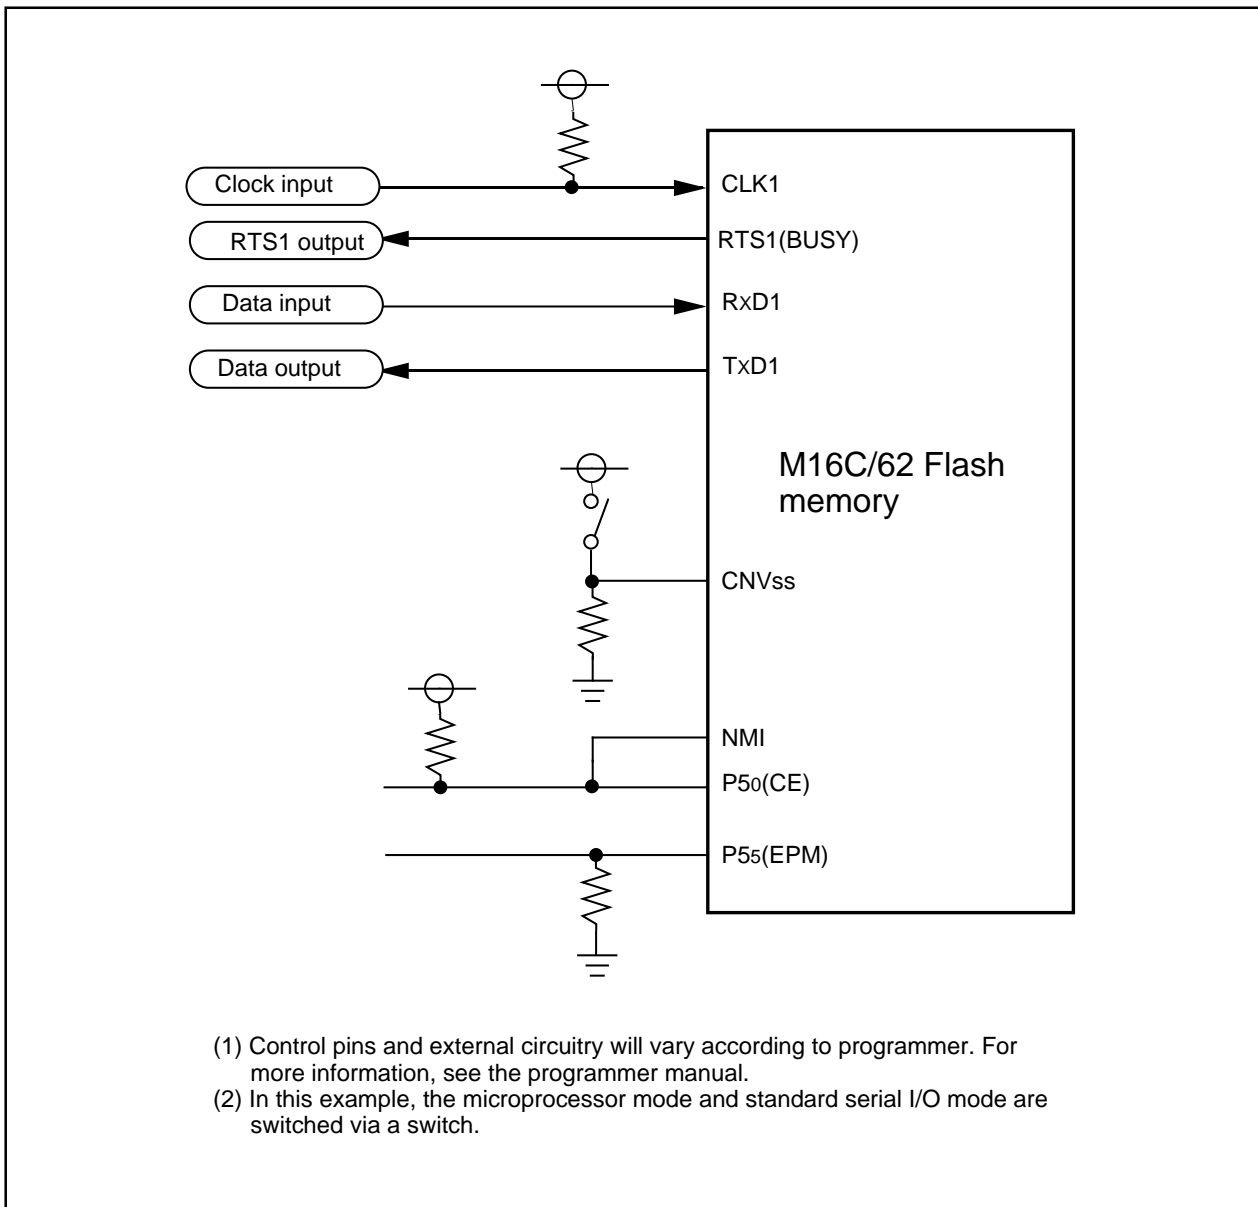 Clock input
CLK1
RTS1 output
RTS1(BUSY)
Data input
RxD1
Data output
TxD1
M16C/62 Flash
memory
CNVss
NMI
P50(CE)
P55(EPM)
(1) Control pins and external circuitry will vary according to programmer. For
more information, see the programmer manual.
(2) In this example, the microprocessor mode and standard serial I/O mode are
switched via a switch.